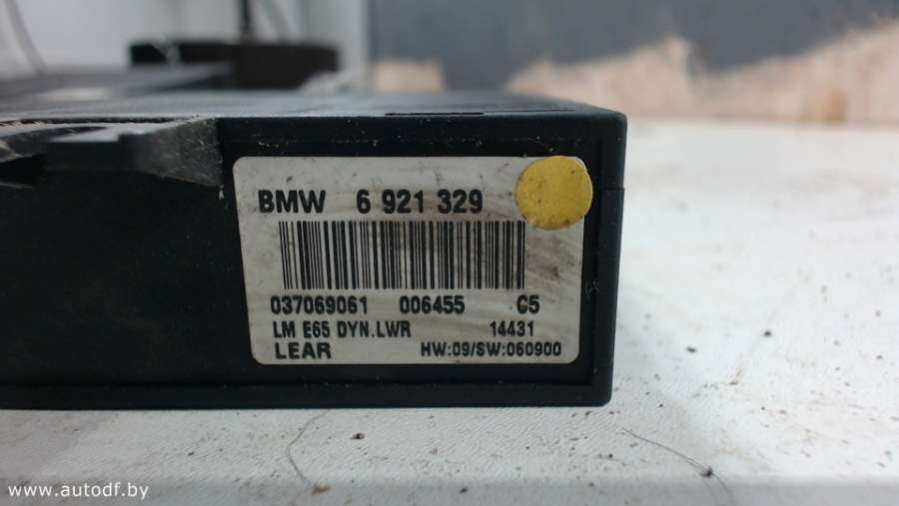 BMW 6 921 329
037069061 006455 C5
LM E65 DYN.LWR 14431
LEAR HW:09/SW:060900
www.autodf.by